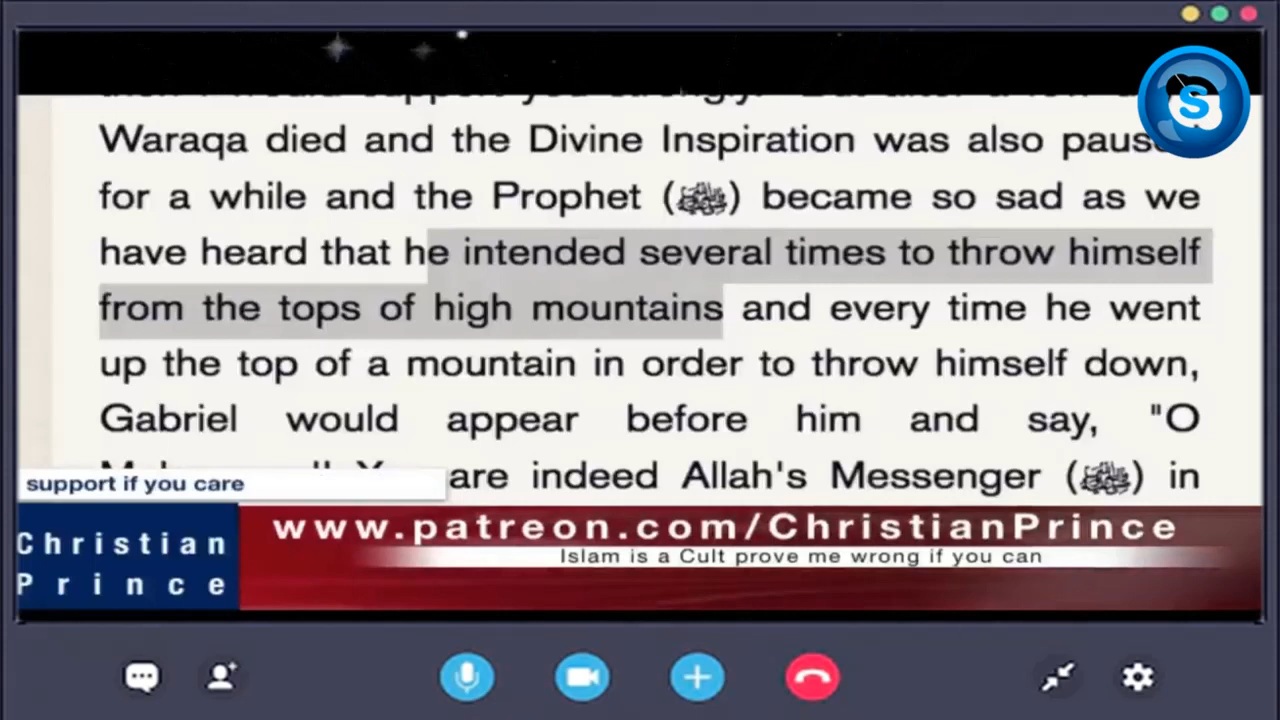 S
Waraqa died and the Divine Inspiration was also
for a while and the Prophet (ﷺ) became so sad as we
have heard that he intended several times to throw himself
from the tops of high mountains and every time he went
up the top of a mountain in order to throw himself down,
Gabriel would appear before him and say, "O
are indeed Allah's Messenger (ﷺ) in
support if you care
Christian
Prince
www.patreon.com/ChristianPrince
Islam is a Cult prove me wrong if you can